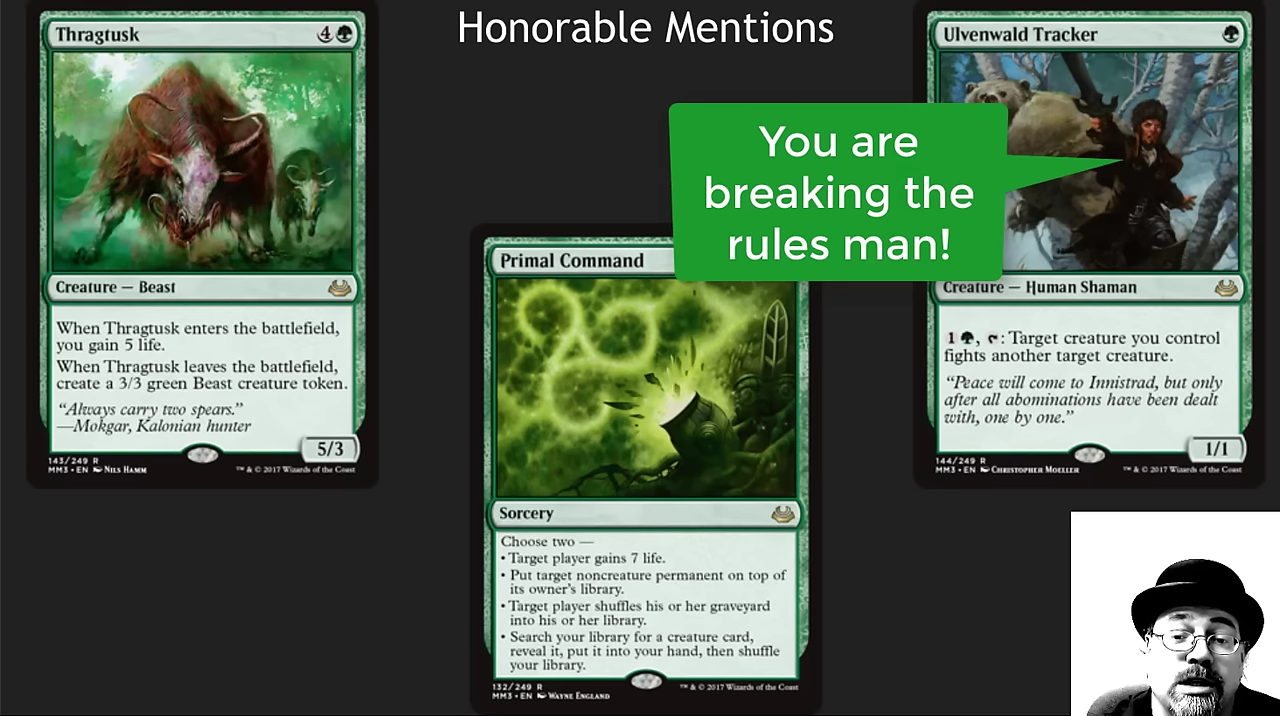 Honorable Mentions
Thragtusk 4
Creature — Beast
When Thragtusk enters the battlefield,
you gain 5 life.
When Thragtusk leaves the battlefield,
create a 3/3 green Beast creature token.
“Always carry two spears.”
—Mokgar, Kalonian hunter
5/3
143/249 R
MM3 • EN Nils Hamm
™ & © 2017 Wizards of the Coast
Primal Command
Sorcery
Choose two —
• Target player gains 7 life.
• Put target noncreature permanent on top of
its owner’s library.
• Target player shuffles his or her graveyard
into his or her library.
• Search your library for a creature card,
reveal it, put it into your hand, then shuffle
your library.
132/249 R
MM3 • EN Wayne England
™ & © 2017 Wizards of the Coast
Ulvenwald Tracker
You are
breaking the
rules man!
Creature — Human Shaman
1 , : Target creature you control
fights another target creature.
“Peace will come to Innistrad, but only
after all abominations have been dealt
with, one by one.”
1/1
144/249 R
MM3 • EN Christopher Moeller
™ & © 2017 Wizards of the Coast